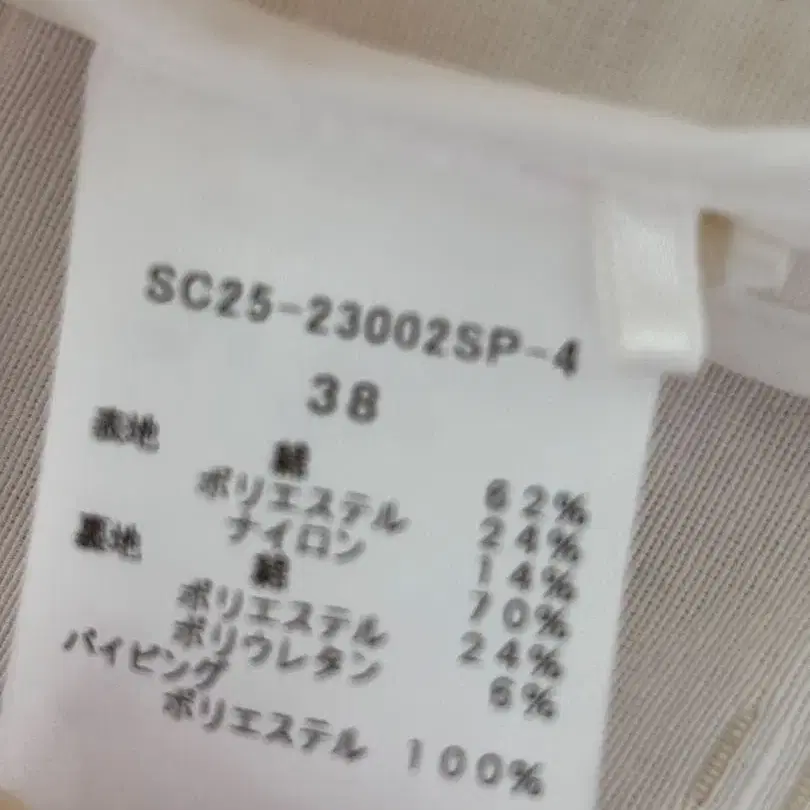 SC25-23002SP-4
38
表地
綿 62%
ポリエステル 24%
ナイロン 14%
裏地
綿 70%
ポリエステル 24%
ポリウレタン 6%
パイピング
ポリエステル 100%